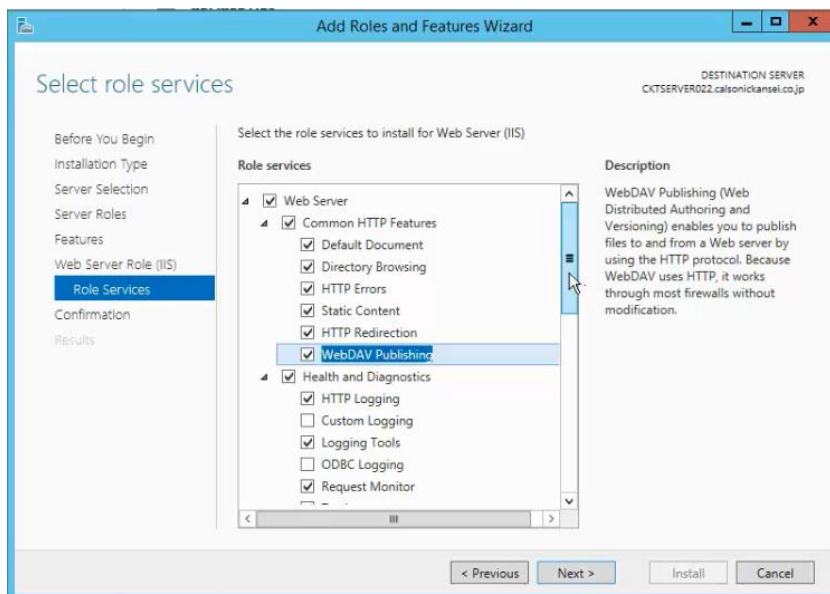 Add Roles and Features Wizard
Select role services
DESTINATION SERVER
CKTSERVER022.calsonickansei.co.jp
Before You Begin
Installation Type
Server Selection
Server Roles
Features
Web Server Role (IIS)
Role Services
Confirmation
Results
Select the role services to install for Web Server (IIS)
Role services
Web Server
Common HTTP Features
Default Document
Directory Browsing
HTTP Errors
Static Content
HTTP Redirection
WebDAV Publishing
Health and Diagnostics
HTTP Logging
Custom Logging
Logging Tools
ODBC Logging
Request Monitor
Description
WebDAV Publishing (Web
Distributed Authoring and
Versioning) enables you to publish
files to and from a Web server by
using the HTTP protocol. Because
WebDAV uses HTTP, it works
through most firewalls without
modification.
< Previous
Next >
Install
Cancel